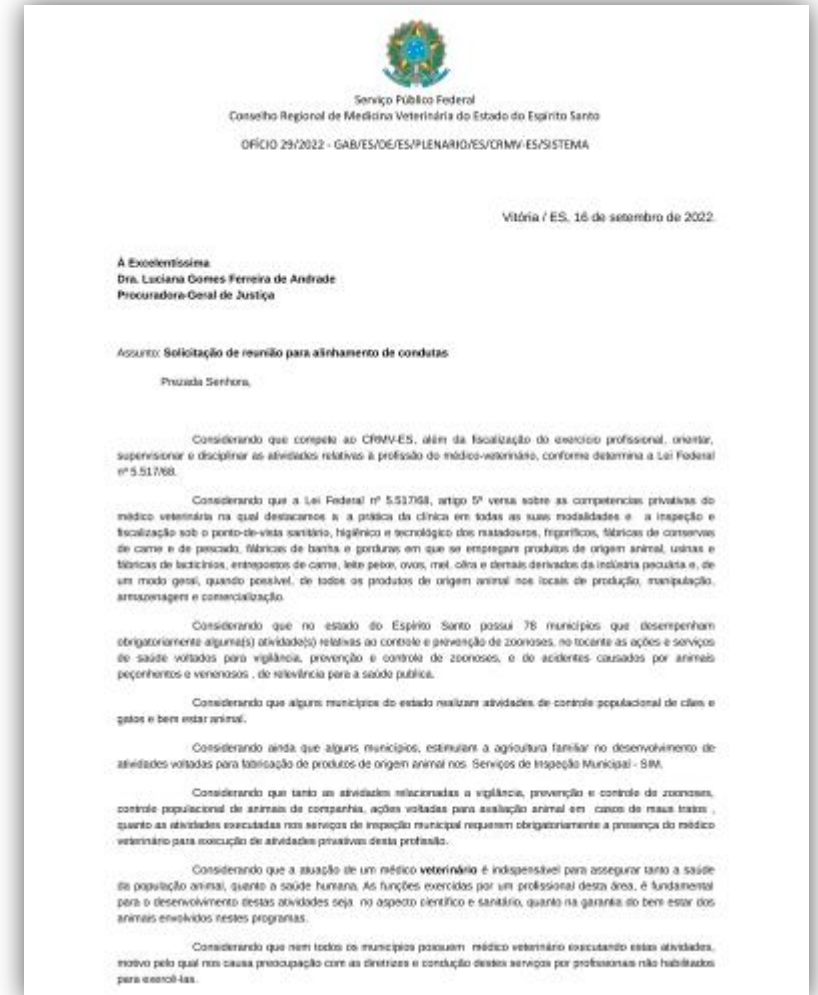 Serviço Público Federal
Conselho Regional de Medicina Veterinária do Estado do Espírito Santo
OFÍCIO 29/2022 - GAB/ES/DE/ES/PLENARIO/ES/CRMV-ES/SISTEMA
Vitória / ES, 16 de setembro de 2022.
À Excelentíssima
Dra. Luciana Gomes Ferreira de Andrade
Procuradora-Geral de Justiça
Assunto: Solicitação de reunião para alinhamento de condutas
Prezada Senhora,
Considerando que compete ao CRMV-ES, além da fiscalização do exercício profissional, orientar,
supervisionar e disciplinar as atividades relativas à profissão do médico-veterinário, conforme determina a Lei Federal
nº 5.517/68.
Considerando que a Lei Federal nº 5.517/68, artigo 5º versa sobre as competencias privativas do
médico veterinária na qual destacamos a a prática da clínica em todas as suas modalidades e a inspeção e
fiscalização sob o ponto-de-vista sanitário, higiênico e tecnológico dos matadouros, frigoríficos, fábricas de conservas
de carne e de pescado, fábricas de banha e gorduras em que se empregam produtos de origem animal, usinas e
fábricas de lacticínios, entrepostos de carne, leite peixe, ovos, mel, cêra e demais derivados da indústria pecuária e, de
um modo geral, quando possível, de todos os produtos de origem animal nos locais de produção, manipulação,
armazenagem e comercialização.
Considerando que no estado do Espírito Santo possui 78 municípios que desempenham
obrigatoriamente alguma(s) atividade(s) relativas ao controle e prevenção de zoonoses, no tocante as ações e serviços
de saúde voltados para vigilância, prevenção e controle de zoonoses, e de acidentes causados por animais
peçonhentos e venenosos , de relevância para a saúde publica.
Considerando que alguns municípios do estado realizam atividades de controle populacional de cães e
gatos e bem estar animal.
Considerando ainda que alguns municípios, estimulam a agricultura familiar no desenvolvimento de
atividades voltadas para fabricação de produtos de origem animal nos Serviços de Inspeção Municipal - SIM.
Considerando que tanto as atividades relacionadas a vigilância, prevenção e controle de zoonoses,
controle populacional de animais de companhia, ações voltadas para avaliação animal em casos de maus tratos ,
quanto as atividades executadas nos serviços de inspeção municipal requerem obrigatoriamente a presença do médico
veterinário para execução de atividades privativas desta profissão.
Considerando que a atuação de um médico veterinário é indispensável para assegurar tanto a saúde
da população animal, quanto a saúde humana. As funções exercidas por um profissional desta área, é fundamental
para o desenvolvimento destas atividades seja no aspecto científico e sanitário, quanto na garantia do bem estar dos
animais envolvidos nestes programas.
Considerando que nem todos os municípios possuem médico veterinário executando estas atividades,
motivo pelo qual nos causa preocupação com as diretrizes e condução destes serviços por profissionais não habilitados
para exercê-las.